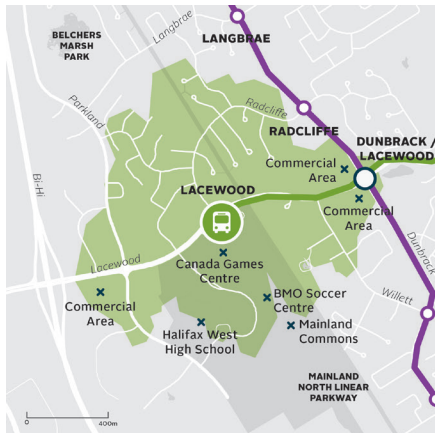 BELCHERS
MARSH
PARK
Langbrae
LANGBRAE
Parkland
Radcliffe
RADCLIFFE
DUNBRACK /
LACEWOOD
Commercial
Area
Bi-Hi
LACEWOOD
Commercial
Area
Dunbrack
Lacewood
Canada Games
Centre
Willett
Commercial
Area
BMO Soccer
Centre
Halifax West
High School
Mainland
Commons
MAINLAND
NORTH LINEAR
PARKWAY
0
400m